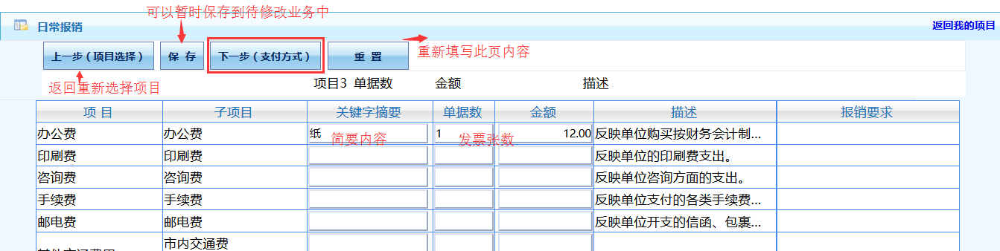 可以暂时保存到待修改业务中
日常报销 返回我的项目
上一步（项目选择） 保 存 下一步（支付方式） 重 置 重新填写此页内容
返回重新选择项目 项目3 单据数 金额 描述
项 目 子项目 关键字摘要 单据数 金额 描述 报销要求
办公费 办公费 纸 简要内容 1 发票张数 12.00 反映单位购买按财务会计制...
印刷费 印刷费 反映单位的印刷费支出。
咨询费 咨询费 反映单位咨询方面的支出。
手续费 手续费 反映单位支付的各类手续费...
邮电费 邮电费 反映单位开支的信函、包裹...
市内交通费